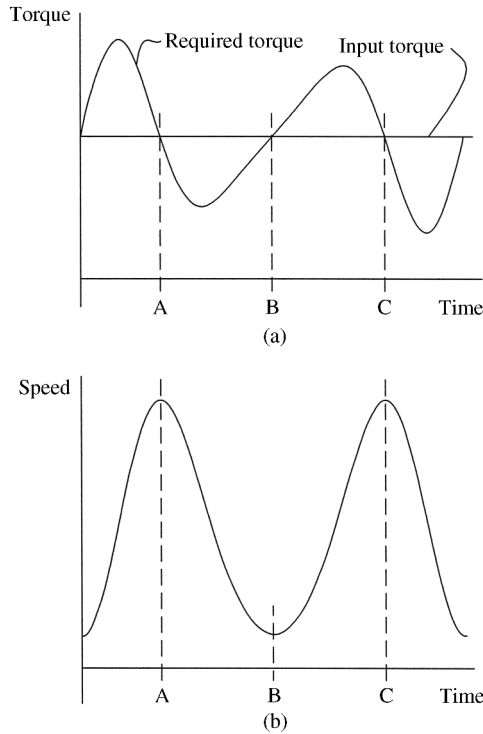 Torque
Required torque
Input torque
A B C Time
(a)
Speed
A B C Time
(b)